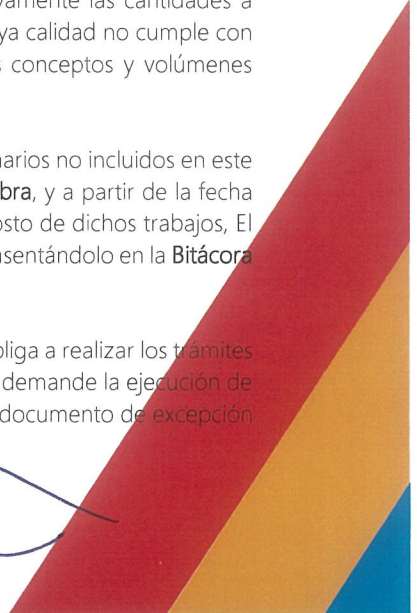 vamente las cantidades a
ya calidad no cumple con
s conceptos y volúmenes
narios no incluidos en este
bra, y a partir de la fecha
osto de dichos trabajos, El
asentándolo en la Bitácora
bliga a realizar los trámites
demande la ejecución de
documento de excepción